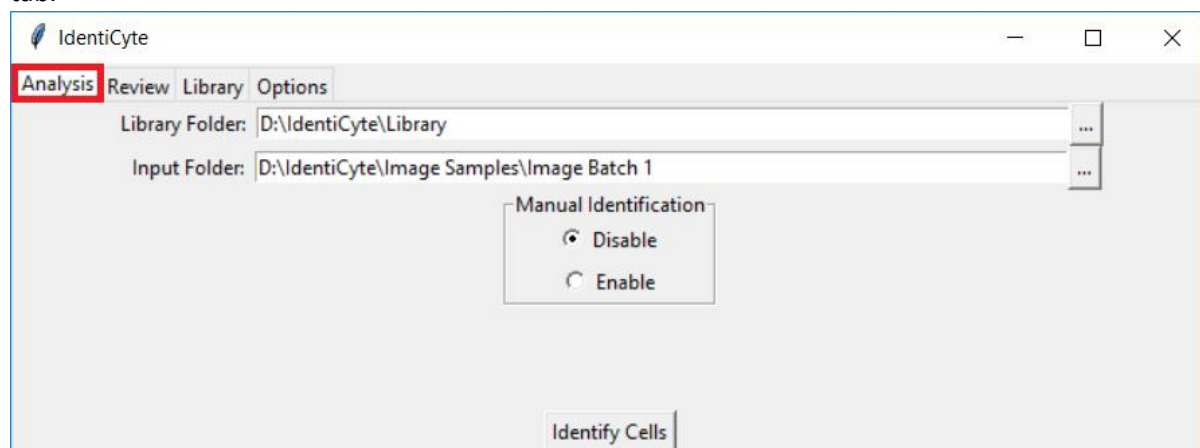 IdentiCyte
Analysis Review Library Options
Library Folder: D:\IdentiCyte\Library ...
Input Folder: D:\IdentiCyte\Image Samples\Image Batch 1 ...
Manual Identification
Disable
Enable
Identify Cells